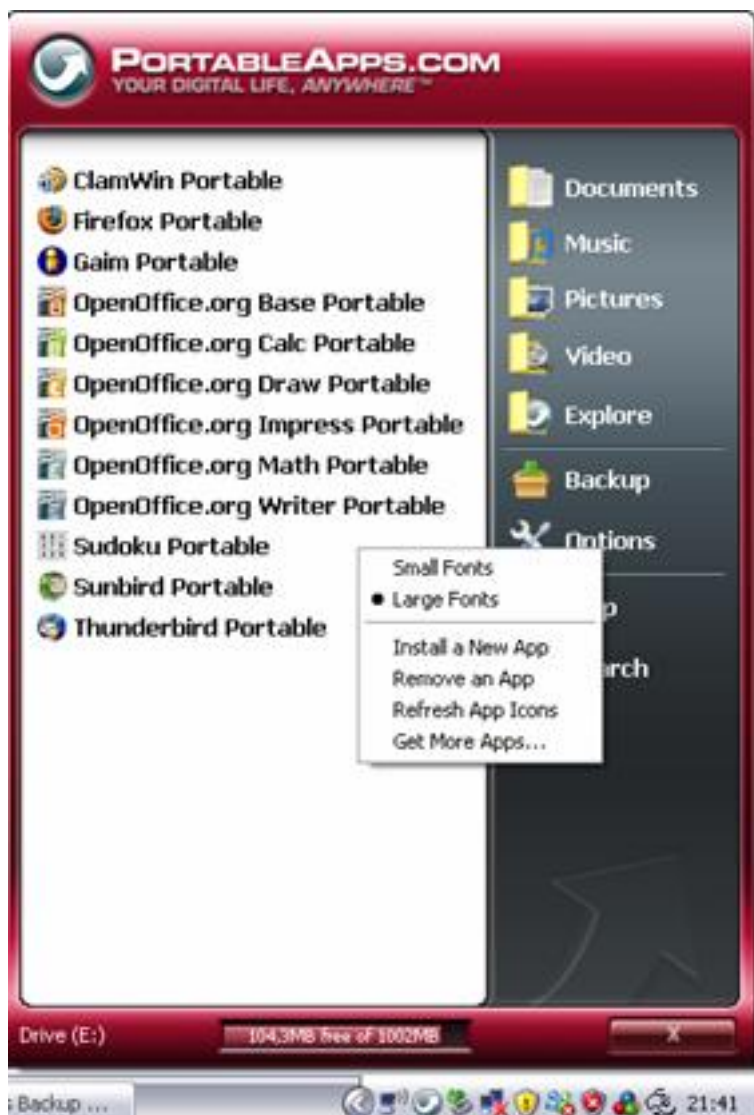 PORTABLEAPPS.COM
YOUR DIGITAL LIFE, ANYWHERE™
ClamWin Portable
Firefox Portable
Gaim Portable
OpenOffice.org Base Portable
OpenOffice.org Calc Portable
OpenOffice.org Draw Portable
OpenOffice.org Impress Portable
OpenOffice.org Math Portable
OpenOffice.org Writer Portable
Sudoku Portable
Sunbird Portable
Thunderbird Portable
Documents
Music
Pictures
Video
Explore
Backup
Options
p
rch
Small Fonts
Large Fonts
Install a New App
Remove an App
Refresh App Icons
Get More Apps...
Drive (E:)
104,3MB free of 1002MB
X
s Backup ...
21:41